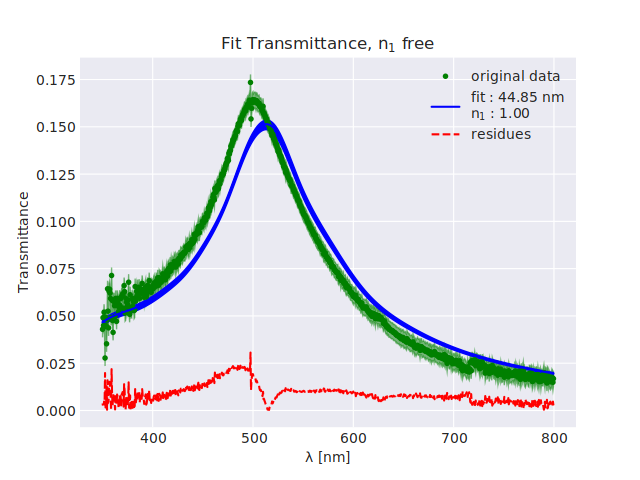 Fit Transmittance, n₁ free
original data
fit : 44.85 nm
n₁ : 1.00
residues
Transmittance
0.175
0.150
0.125
0.100
0.075
0.050
0.025
0.000
400 500 600 700 800
λ [nm]